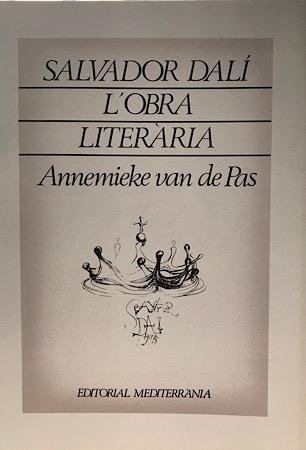 SALVADOR DALÍ
L'OBRA
LITERÀRIA
Annemieke van de Pas
EDITORIAL MEDITERRÀNIA